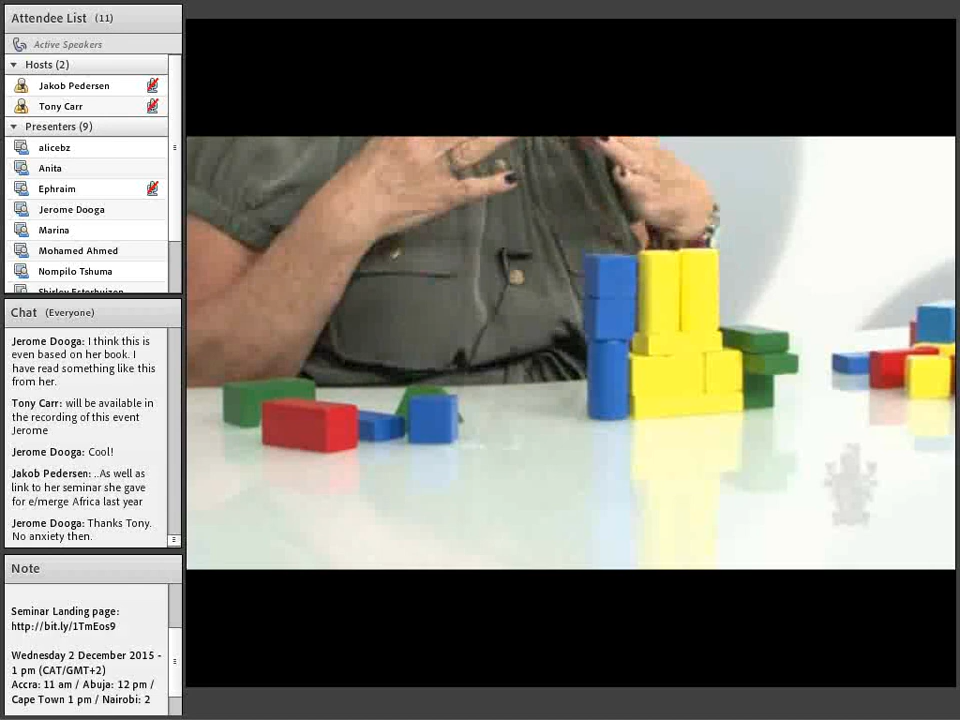 Attendee List (11)
Active Speakers
Hosts (2)
Jakob Pedersen
Tony Carr
Presenters (9)
alicebz
Anita
Ephraim
Jerome Dooga
Marina
Mohamed Ahmed
Nompilo Tshuma
Chat (Everyone)
Jerome Dooga: I think this is
even based on her book. I
have read something like this
from her.
Tony Carr: will be available in
the recording of this event
Jerome
Jerome Dooga: Cool!
Jakob Pedersen: ..As well as
link to her seminar she gave
for e/merge Africa last year
Jerome Dooga: Thanks Tony.
No anxiety then.
Note
Seminar Landing page:
http://bit.ly/1TmEos9
Wednesday 2 December 2015 -
1 pm (CAT/GMT+2)
Accra: 11 am / Abuja: 12 pm /
Cape Town 1 pm / Nairobi: 2